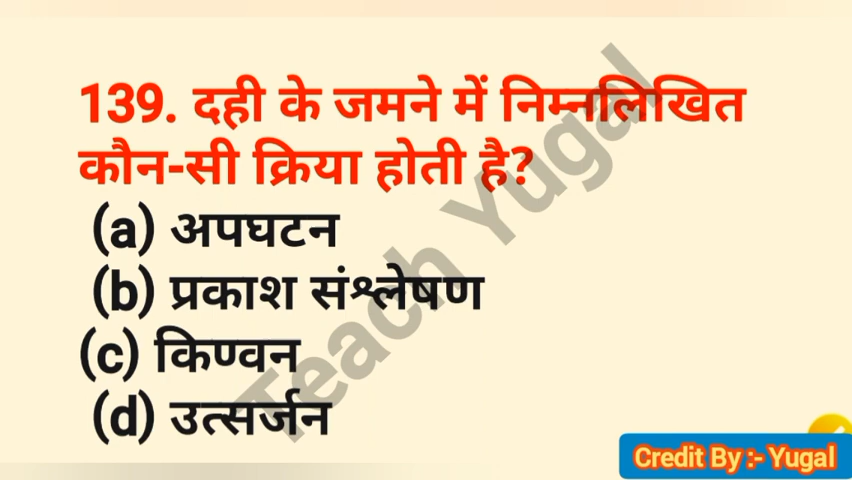 139. दही के जमने में निम्नलिखित
कौन-सी क्रिया होती है?
(a) अपघटन
(b) प्रकाश संश्लेषण
(c) किण्वन
(d) उत्सर्जन
Teach Yugal
Credit By :- Yugal